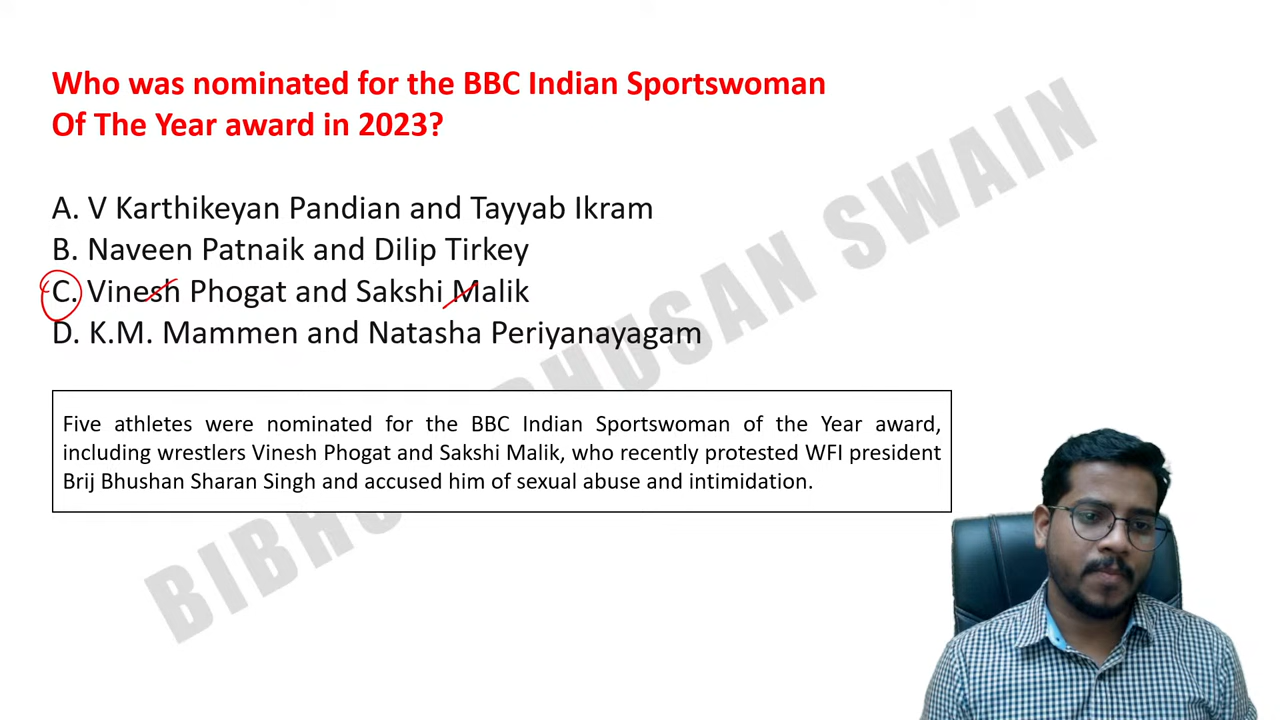 Who was nominated for the BBC Indian Sportswoman
Of The Year award in 2023?
A. V Karthikeyan Pandian and Tayyab Ikram
B. Naveen Patnaik and Dilip Tirkey
C. Vinesh Phogat and Sakshi Malik
D. K.M. Mammen and Natasha Periyanayagam
Five athletes were nominated for the BBC Indian Sportswoman of the Year award,
including wrestlers Vinesh Phogat and Sakshi Malik, who recently protested WFI president
Brij Bhushan Sharan Singh and accused him of sexual abuse and intimidation.
BIBHUSAN SWAIN